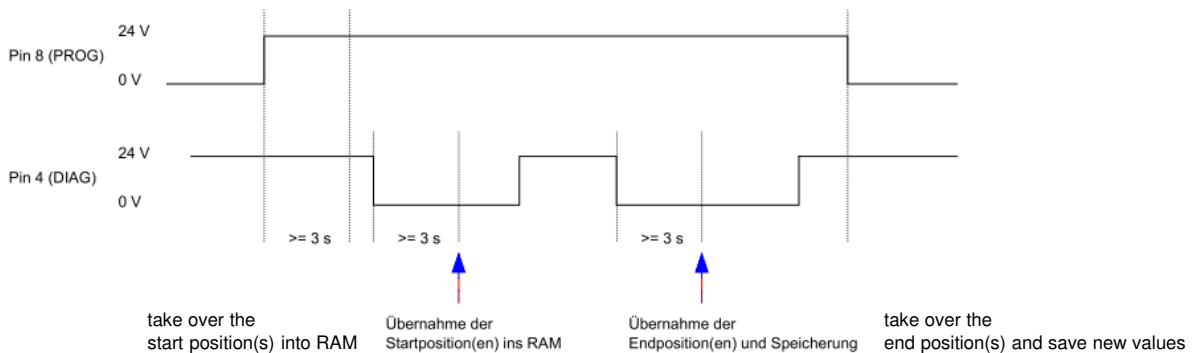 24 V
Pin 8 (PROG)
0 V
24 V
Pin 4 (DIAG)
0 V
>= 3 s
>= 3 s
>= 3 s
take over the
start position(s) into RAM
Übernahme der
Startposition(en) ins RAM
Übernahme der
Endposition(en) und Speicherung
take over the
end position(s) and save new values